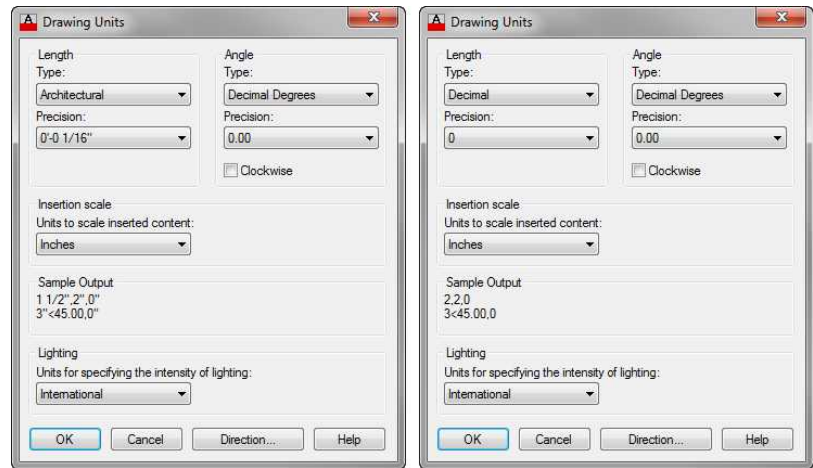 Drawing Units
Length
Type:
Architectural
Precision:
0'-0 1/16"
Angle
Type:
Decimal Degrees
Precision:
0.00
Clockwise
Insertion scale
Units to scale inserted content:
Inches
Sample Output
1 1/2",2",0"
3"<45.00,0"
Lighting
Units for specifying the intensity of lighting:
International
OK Cancel Direction... Help
Drawing Units
Length
Type:
Decimal
Precision:
0
Angle
Type:
Decimal Degrees
Precision:
0.00
Clockwise
Insertion scale
Units to scale inserted content:
Inches
Sample Output
2,2,0
3<45.00,0
Lighting
Units for specifying the intensity of lighting:
International
OK Cancel Direction... Help